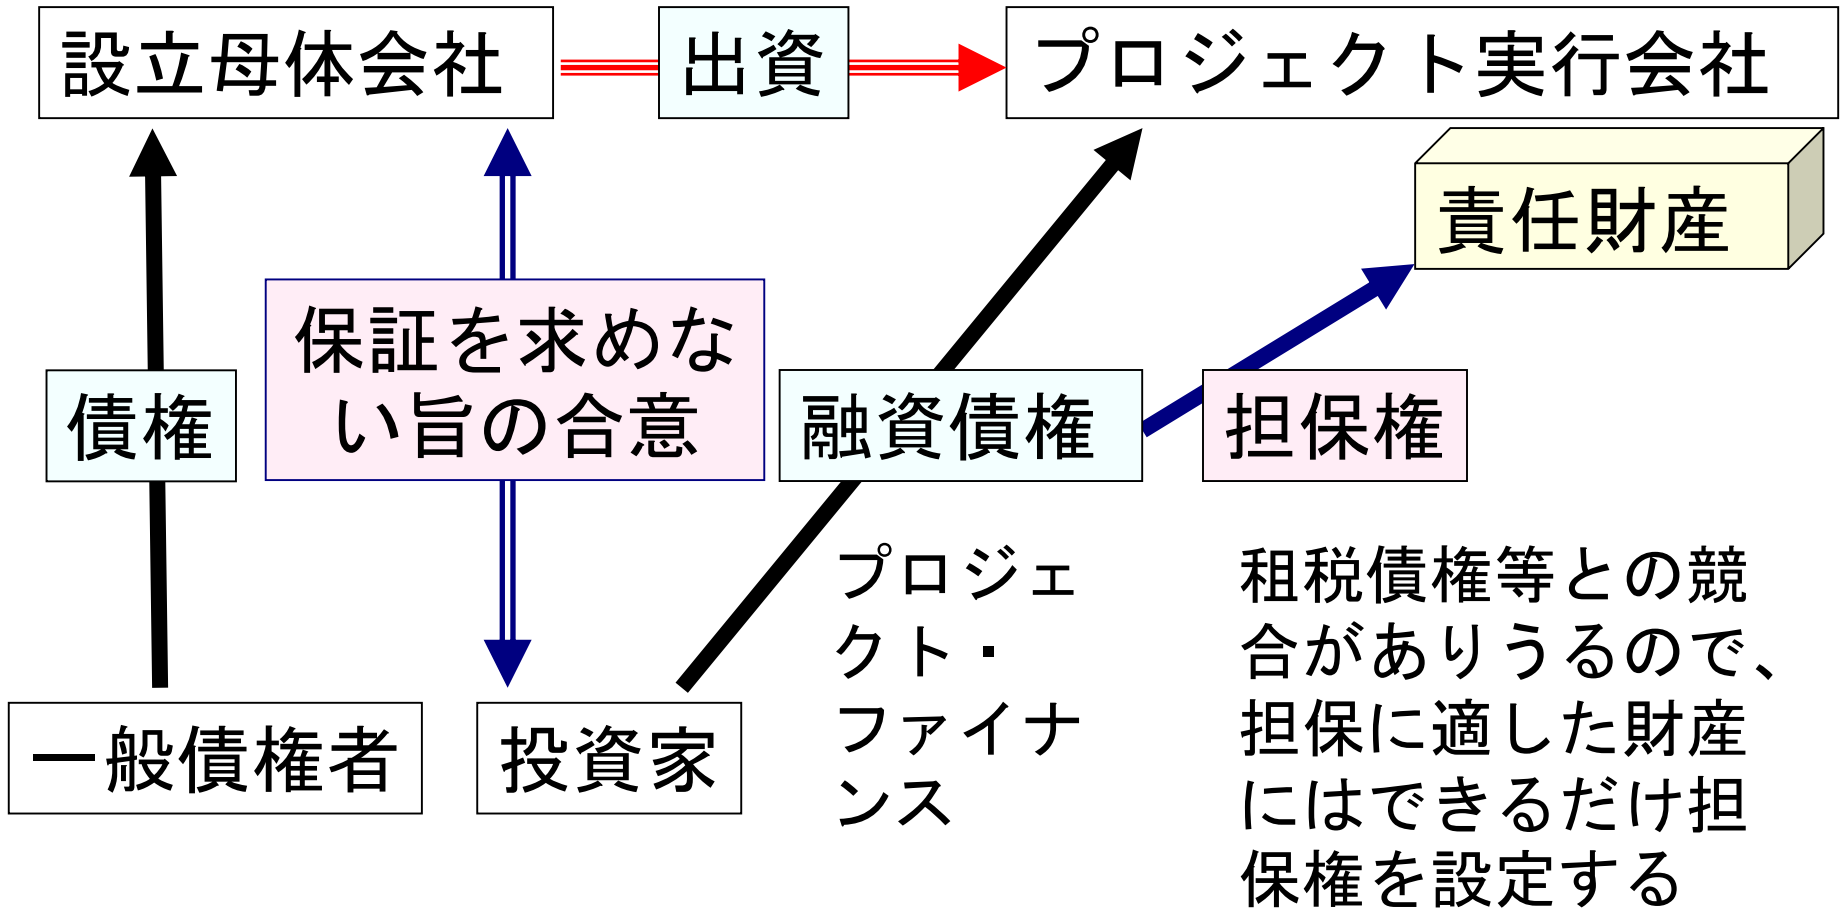 設立母体会社
出資
プロジェクト実行会社
責任財産
保証を求めな
い旨の合意
債権
融資債権
担保権
プロジェ
クト・
ファイナ
ンス
租税債権等との競
合がありうるので、
担保に適した財産
にはできるだけ担
保権を設定する
一般債権者
投資家